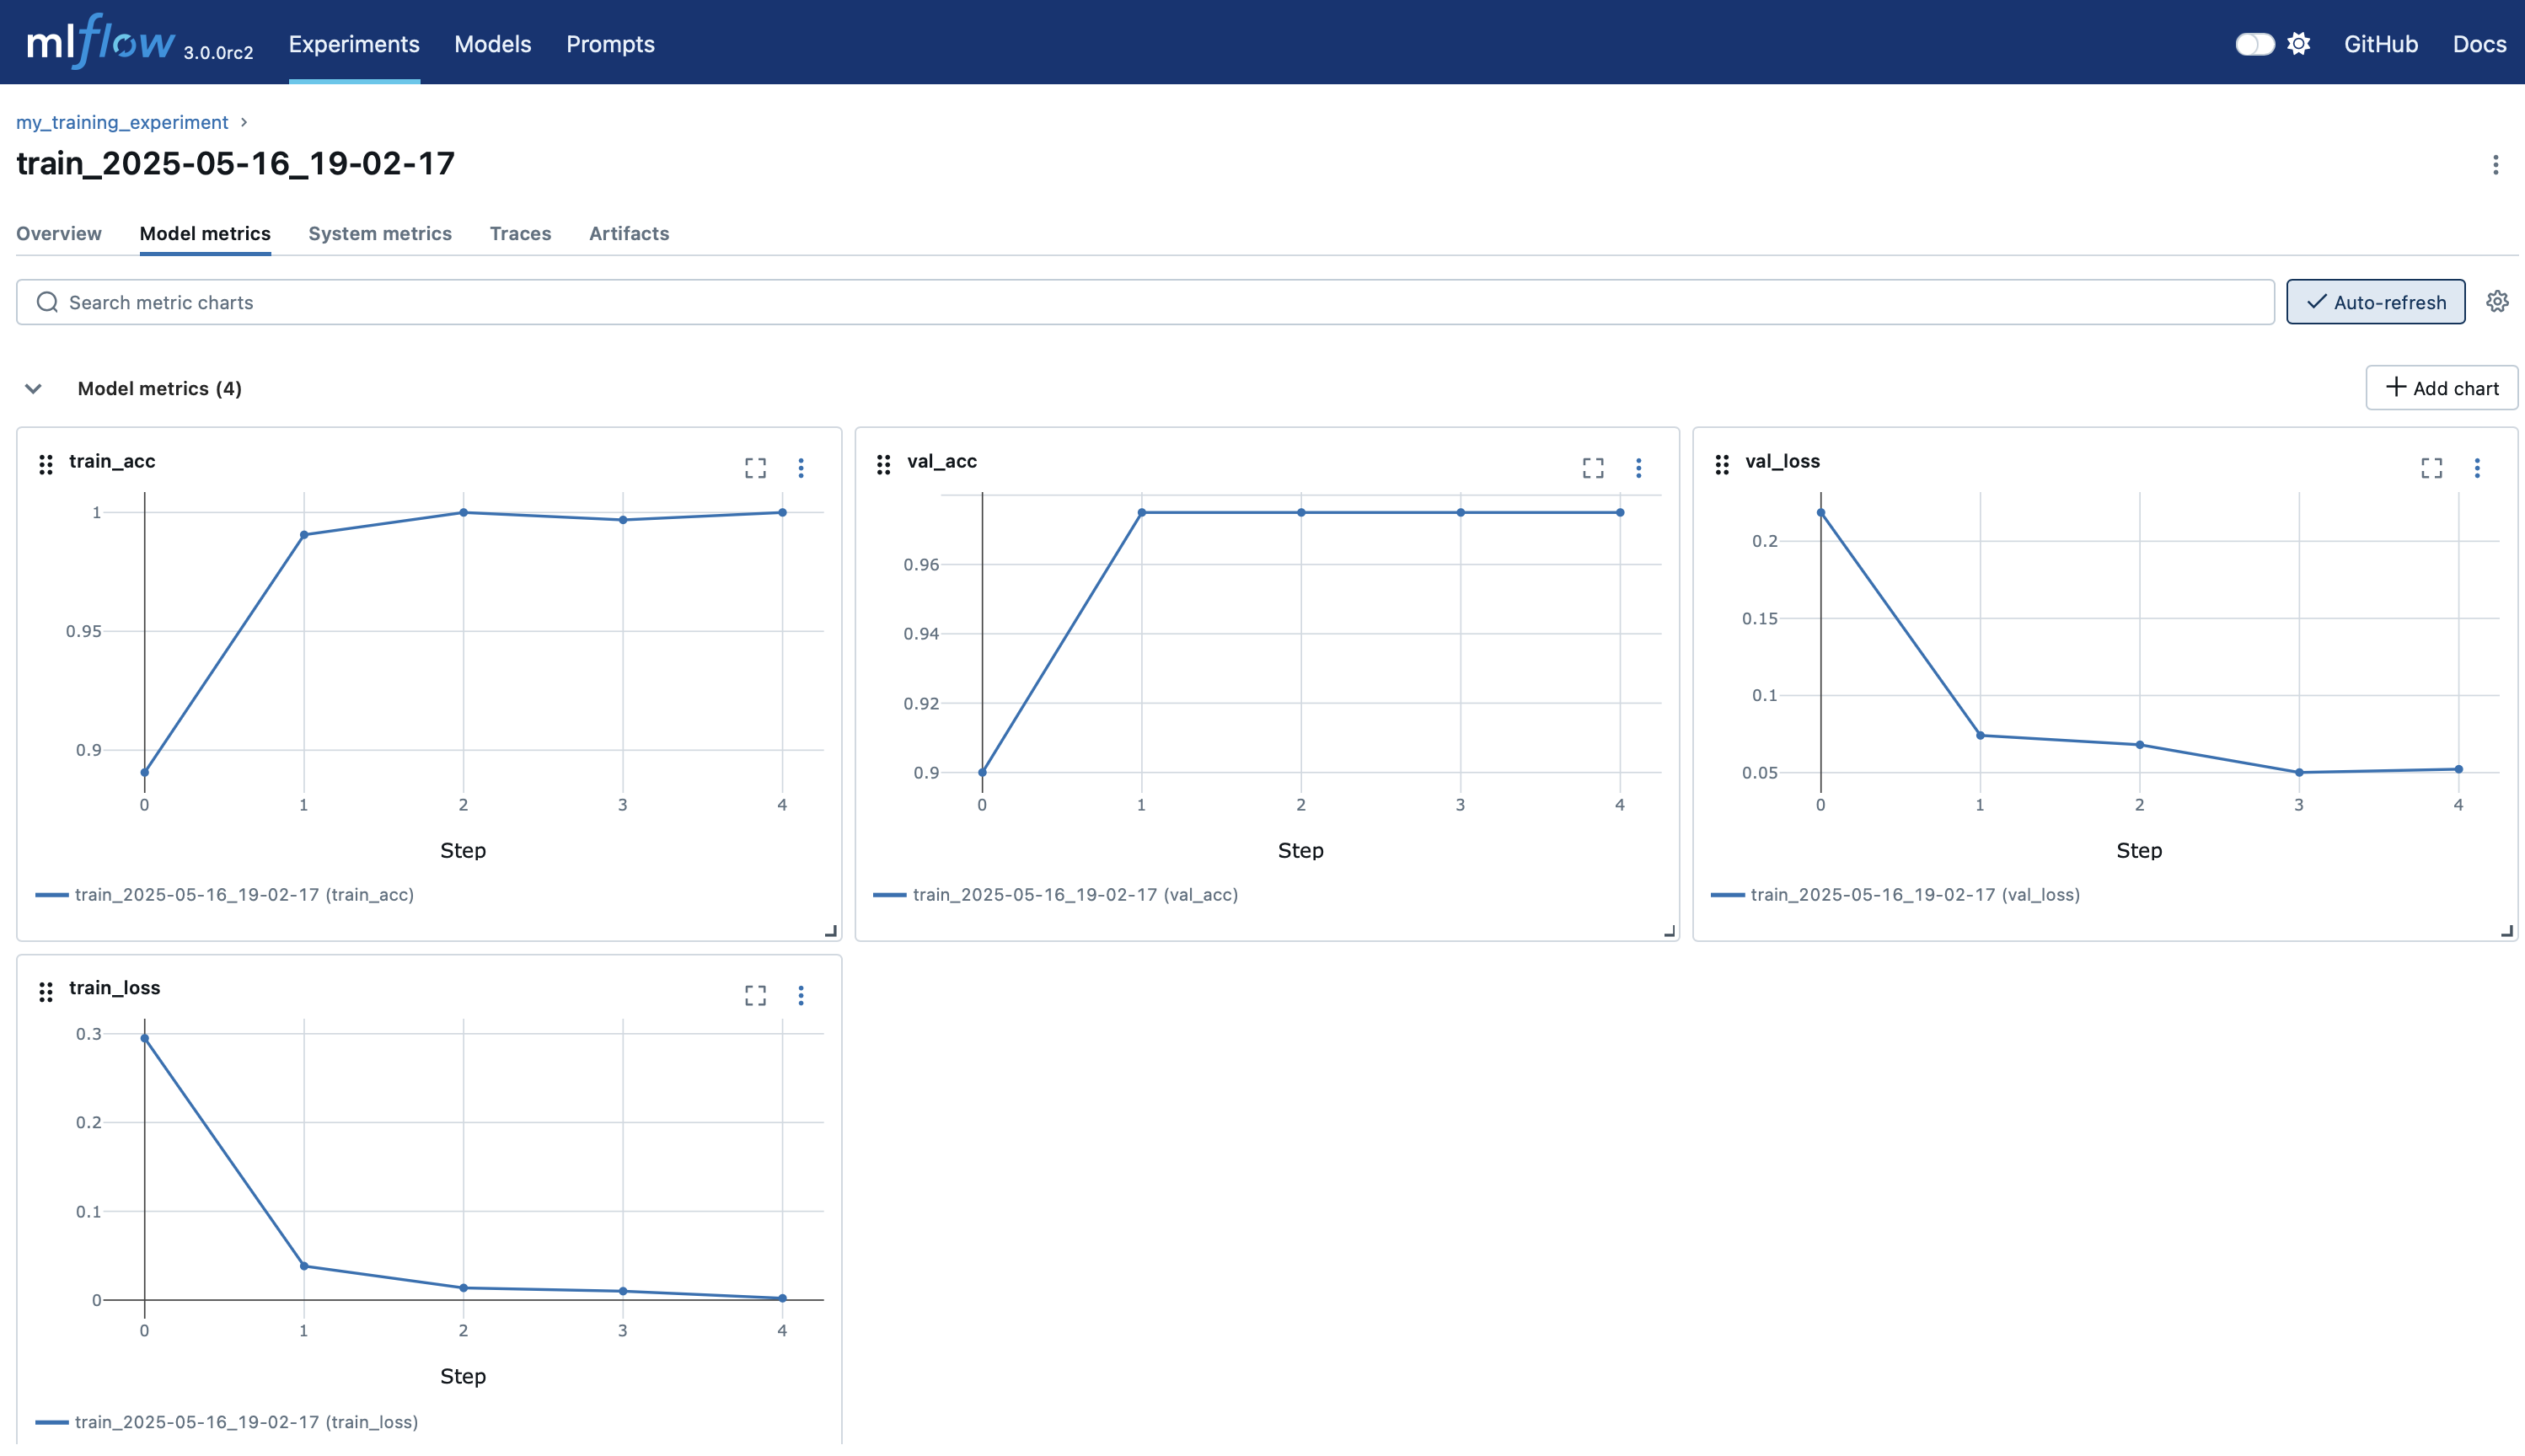 mlflow 3.0.0rc2 Experiments Models Prompts GitHub Docs
my_training_experiment
train_2025-05-16_19-02-17
Overview Model metrics System metrics Traces Artifacts
Search metric charts Auto-refresh
Model metrics (4) Add chart
train_acc
1
0.95
0.9
0 1 2 3 4
Step
train_2025-05-16_19-02-17 (train_acc)
val_acc
0.96
0.94
0.92
0.9
0 1 2 3 4
Step
train_2025-05-16_19-02-17 (val_acc)
val_loss
0.2
0.15
0.1
0.05
0 1 2 3 4
Step
train_2025-05-16_19-02-17 (val_loss)
train_loss
0.3
0.2
0.1
0
0 1 2 3 4
Step
train_2025-05-16_19-02-17 (train_loss)